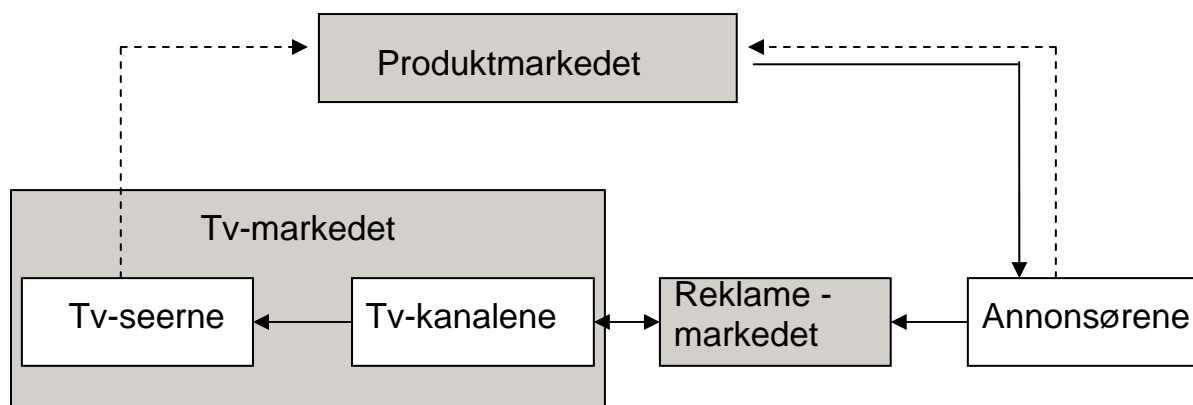 Produktmarkedet
Tv-markedet
Tv-seerne
Tv-kanalene
Reklame -
markedet
Annonsørene